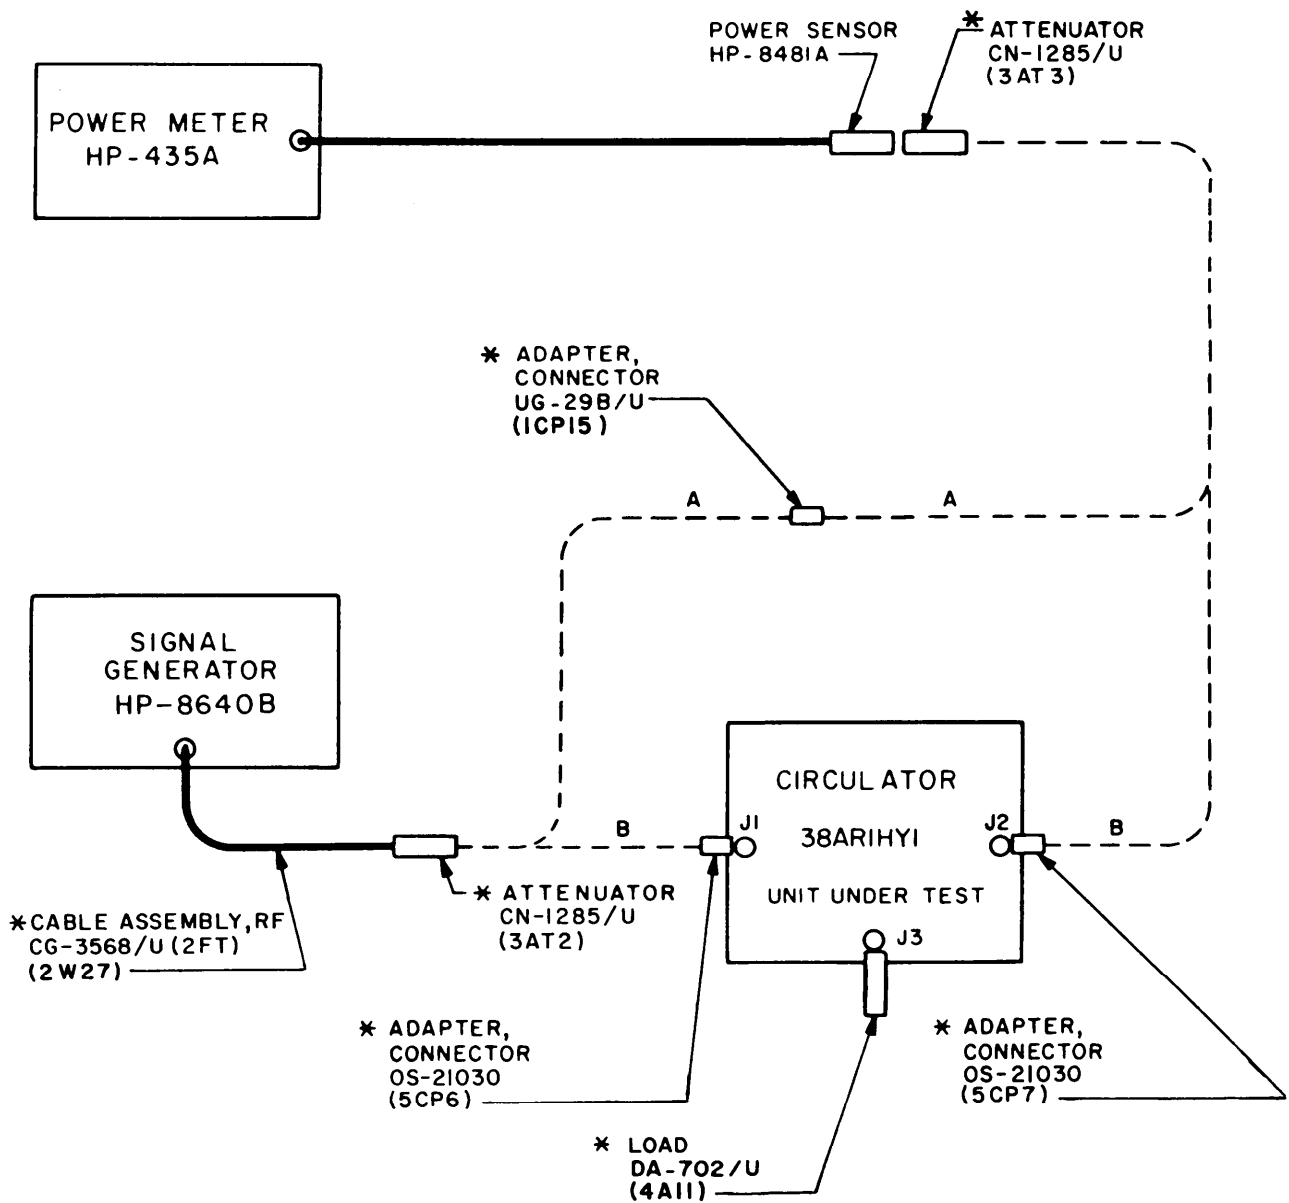 POWER SENSOR
HP-8481A
* ATTENUATOR
CN-1285/U
(3AT3)
POWER METER
HP-435A
* ADAPTER,
CONNECTOR
UG-29B/U
(1CP15)
A
A
SIGNAL
GENERATOR
HP-8640B
CIRCULATOR
38AR1HY1
UNIT UNDER TEST
J1
J2
J3
B
B
* ATTENUATOR
CN-1285/U
(3AT2)
* CABLE ASSEMBLY, RF
CG-3568/U (2FT)
(2W27)
* ADAPTER,
CONNECTOR
OS-21030
(5CP6)
* ADAPTER,
CONNECTOR
OS-21030
(5CP7)
* LOAD
DA-702/U
(4A11)